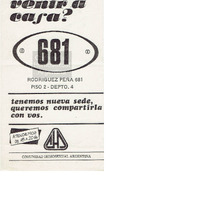 venir a
casa?
681
RODRIGUEZ PEÑA 681
PISO 2 - DEPTO. 4
tenemos nueva sede,
queremos compartirla
con vos.
COMUNIDAD HOMOSEXUAL ARGENTINA